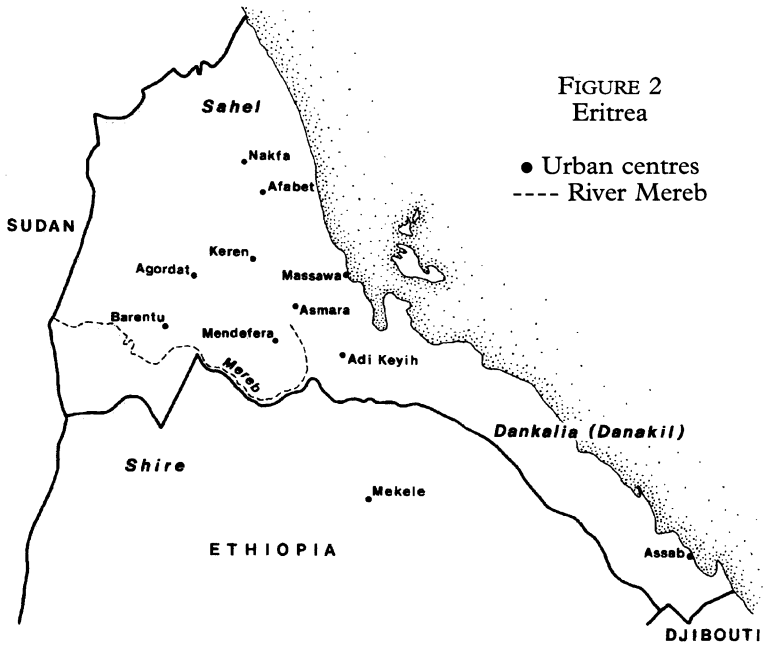 FIGURE 2
Eritrea
Urban centres
River Mereb
Sahel
Nakfa
Afabet
SUDAN
Keren
Agordat
Massawa
Asmara
Barentu
Mendefera
Adi Keyih
Mereb
Dankalia (Danakil)
Shire
Mekele
ETHIOPIA
Assab
DJIBOUTI